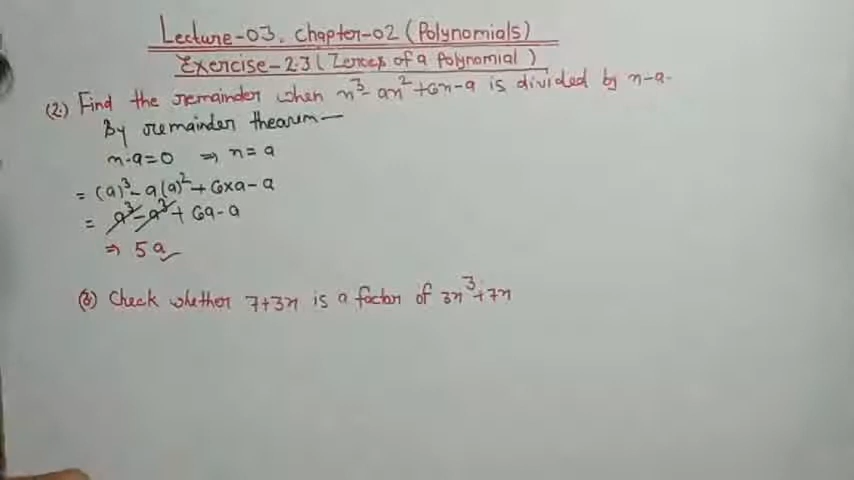 Lecture-03. Chapter-02 (Polynomials)
Exercise-2.3 (Zeroes of a Polynomial)
(2.) Find the remainder when x³-ax²+6x-a is divided by x-a.
By remainder thearem—
x-a=0 ⇒ x=a
= (a)³-a(a)²+6×a-a
= a³-a³+6a-a
⇒ 5a
(3) Check whether 7+3x is a factor of 3x³+7x